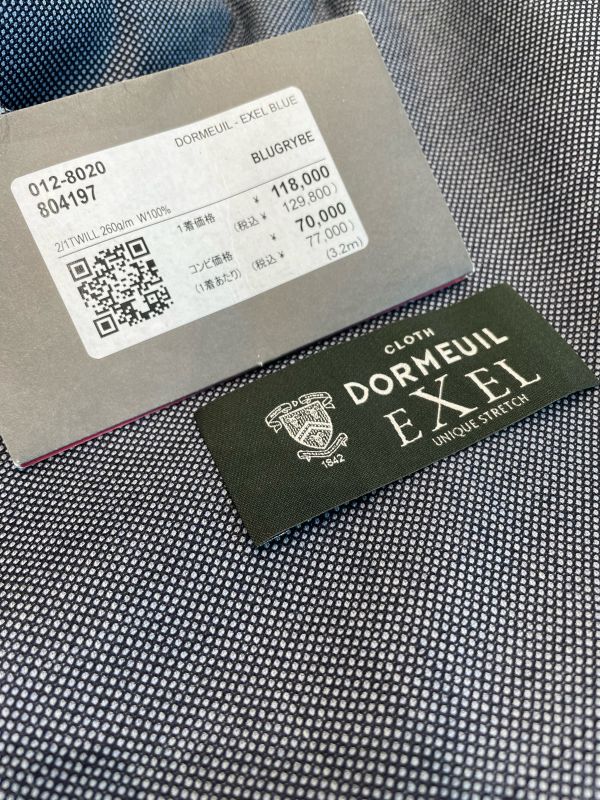 DORMEUIL - EXEL BLUE
012-8020
804197
BLUGRYBE
2/1TWILL 260g/m W100%
1着価格 ¥ 118,000
(税込 ¥ 129,800)
コンビ価格 ¥ 70,000
(1着あたり) (税込 ¥ 77,000)
(3.2m)
CLOTH
DORMEUIL
EXEL
UNIQUE STRETCH
1842